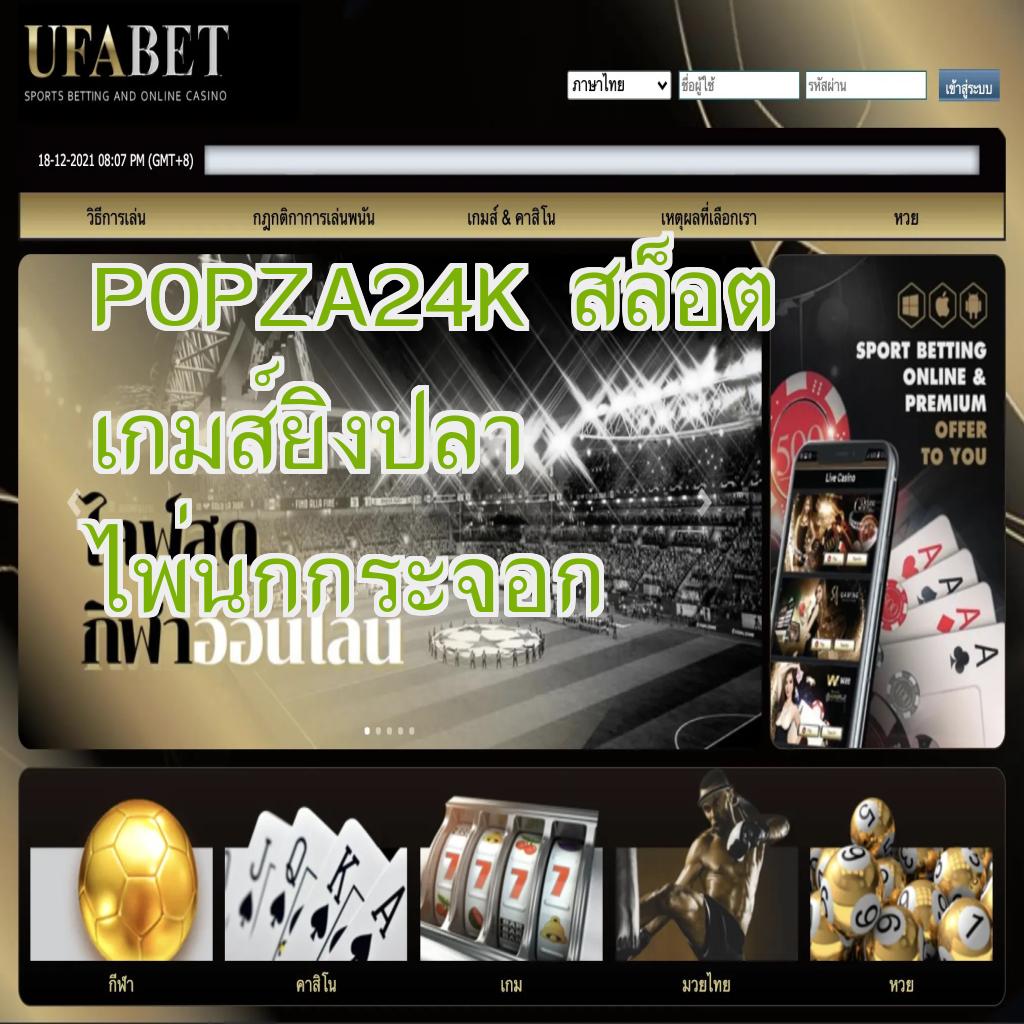 UFABET
SPORTS BETTING AND ONLINE CASINO
ภาษาไทย ชื่อผู้ใช้ รหัสผ่าน เข้าสู่ระบบ
18-12-2021 08:07 PM (GMT+8)
วิธีการเล่น กฎกติกาการเล่นพนัน เกมส์ & คาสิโน เหตุผลที่เลือกเรา หวย
POPZA24K สล็อต
เกมส์ยิงปลา
ไพ่นกกระจอก
ไลฟ์สด
กีฬาออนไลน์
SPORT BETTING
ONLINE &
PREMIUM
OFFER
TO YOU
Live Casino
กีฬา คาสิโน เกม มวยไทย หวย